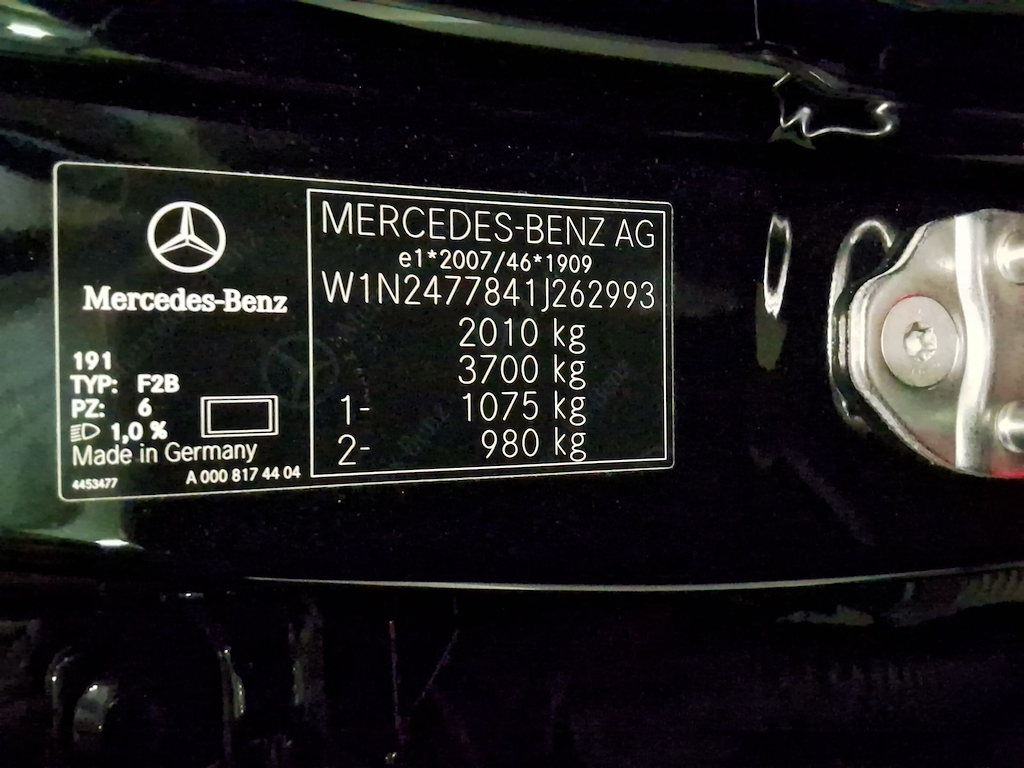 Mercedes-Benz
191
TYP: F2B
PZ: 6
1,0 %
Made in Germany
4453477 A 000 817 44 04
MERCEDES-BENZ AG
e1*2007/46*1909
W1N2477841J262993
2010 kg
3700 kg
1- 1075 kg
2- 980 kg